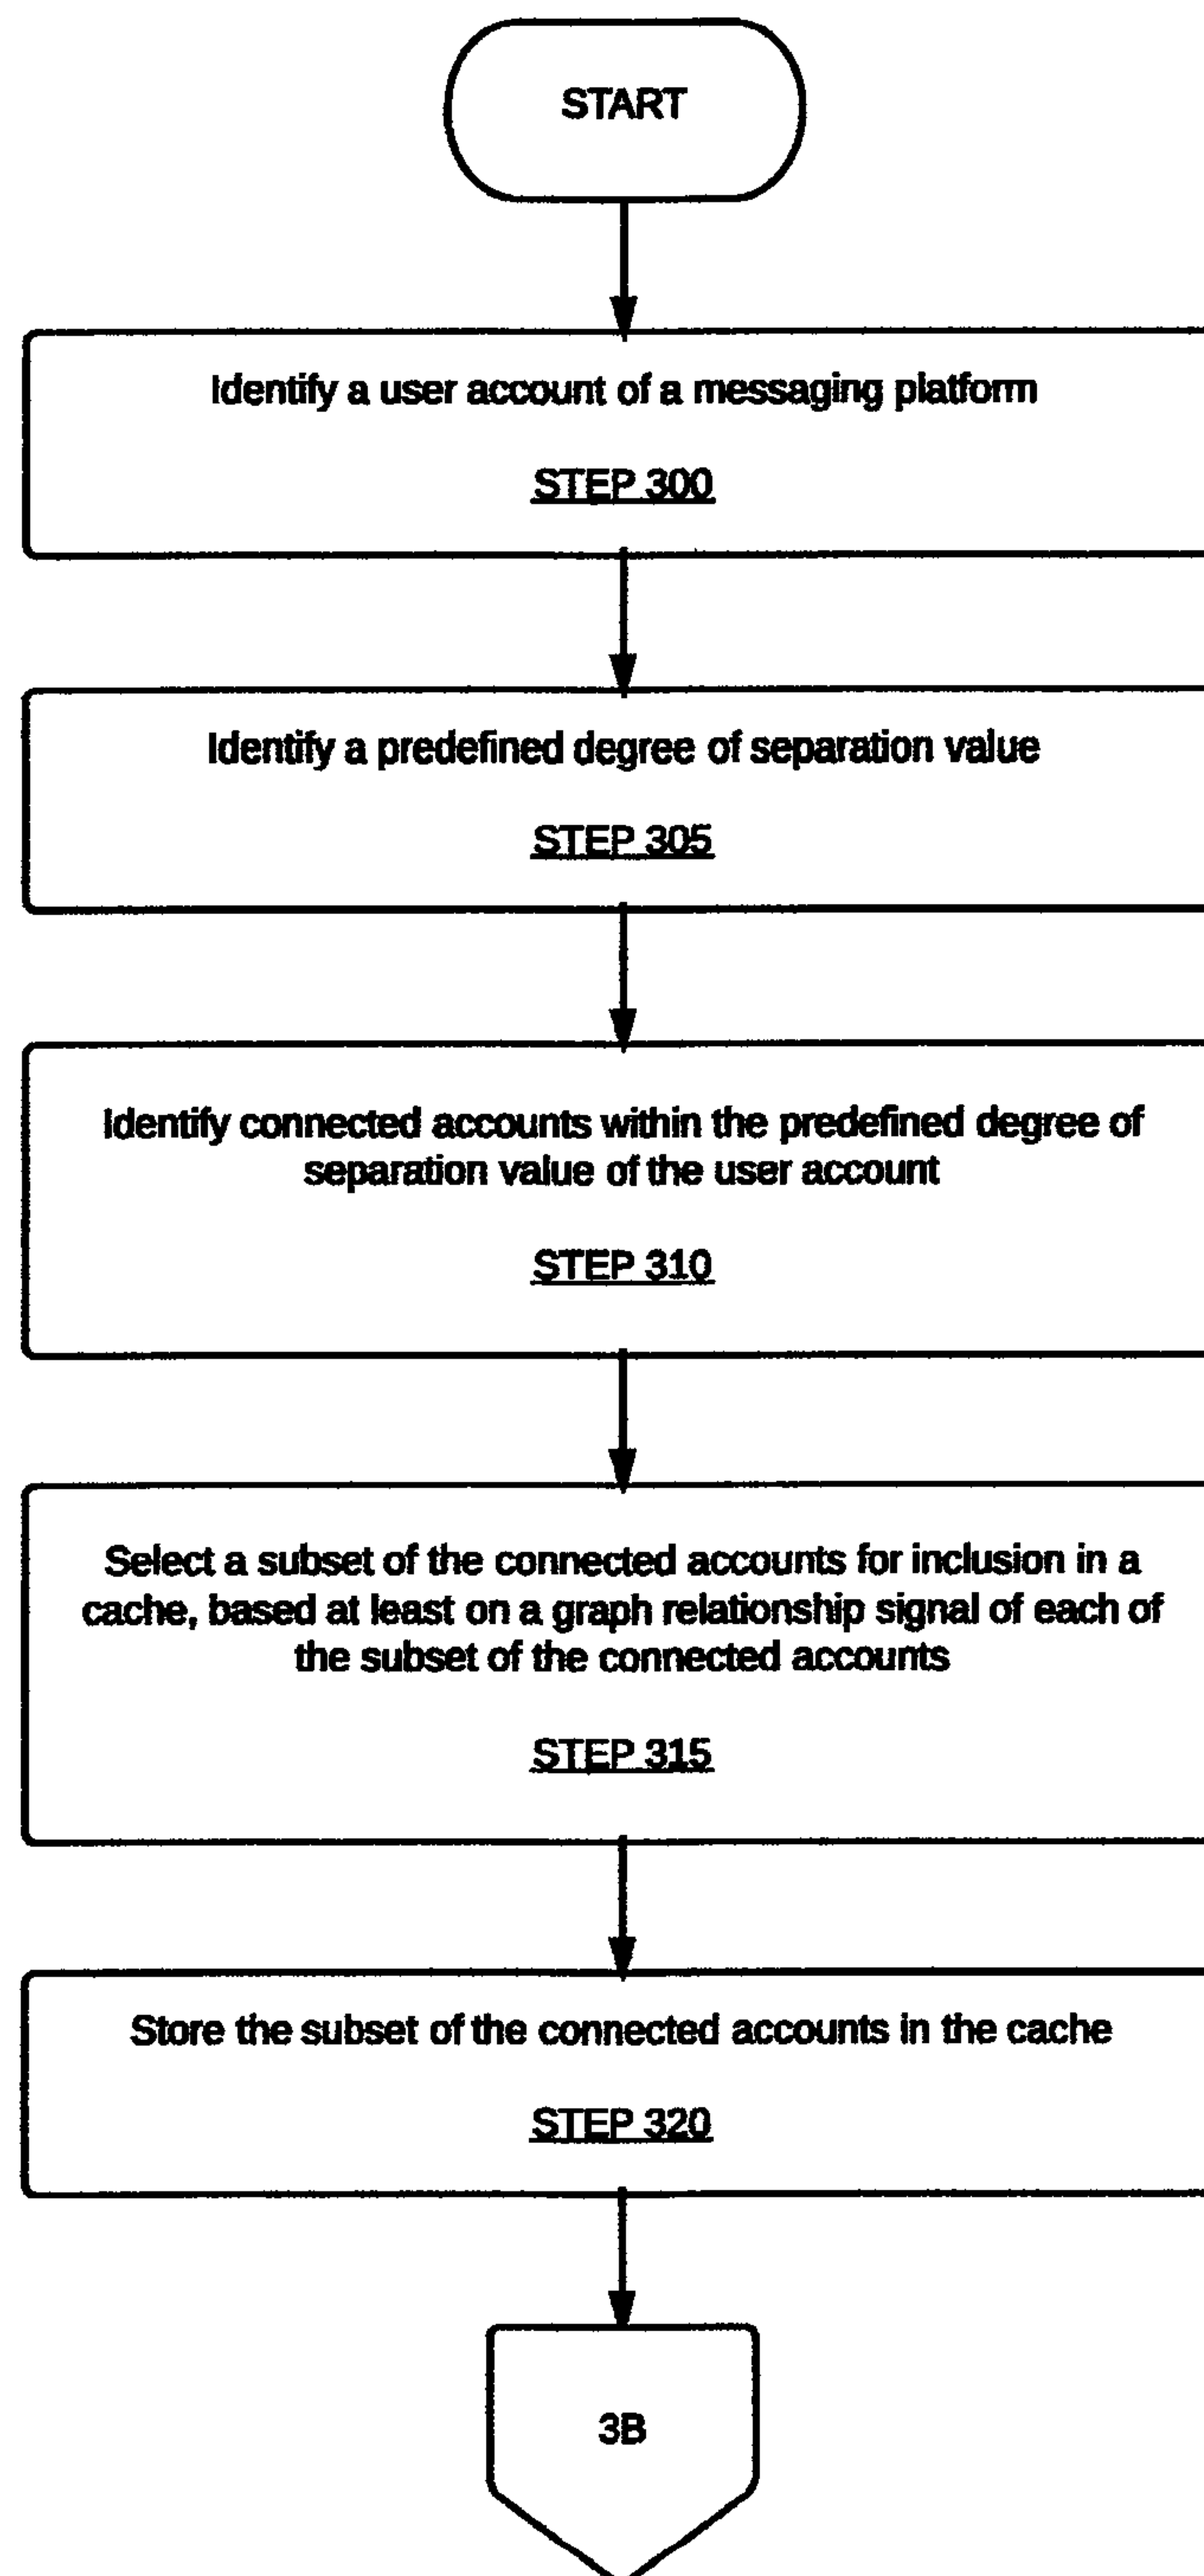 START
Identify a user account of a messaging platform
STEP 300
Identify a predefined degree of separation value
STEP 305
Identify connected accounts within the predefined degree of
separation value of the user account
STEP 310
Select a subset of the connected accounts for inclusion in a
cache, based at least on a graph relationship signal of each of
the subset of the connected accounts
STEP 315
Store the subset of the connected accounts in the cache
STEP 320
3B